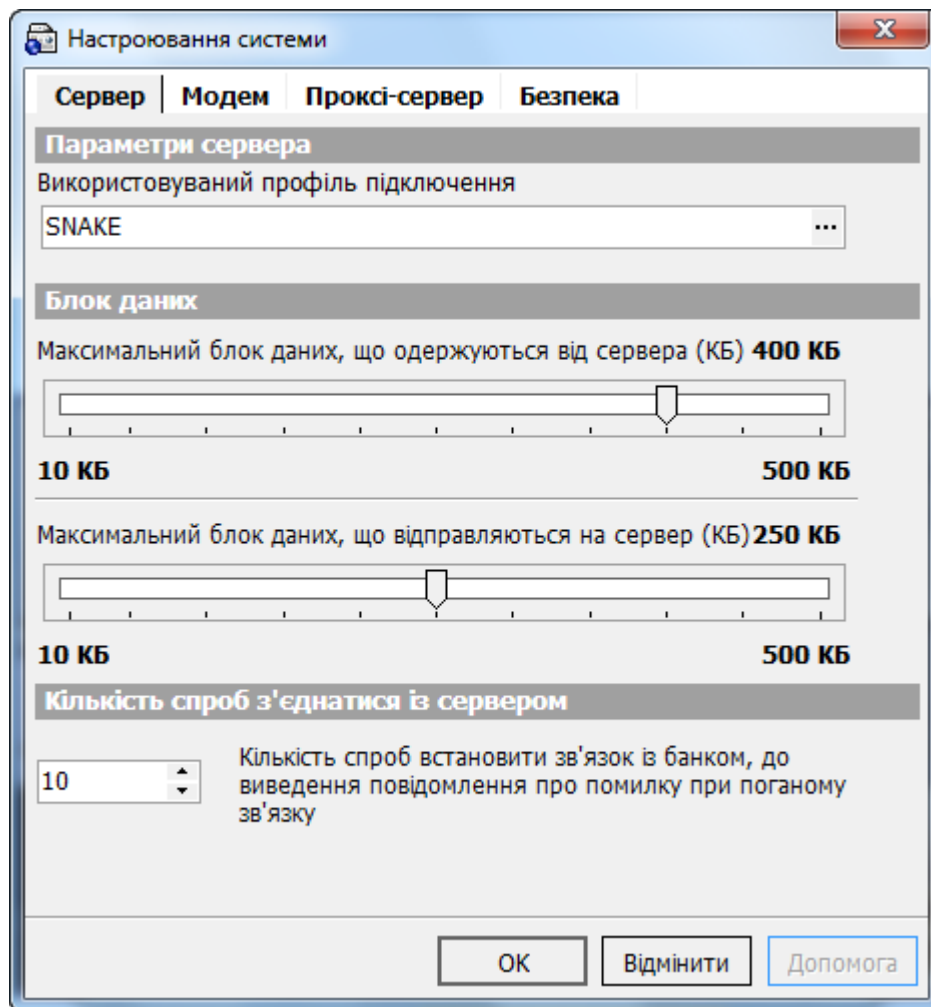 Настроювання системи
Сервер Модем Проксі-сервер Безпека
Параметри сервера
Використовуваний профіль підключення
SNAKE ...
Блок даних
Максимальний блок даних, що одержуються від сервера (КБ) 400 КБ
10 КБ 500 КБ
Максимальний блок даних, що відправляються на сервер (КБ) 250 КБ
10 КБ 500 КБ
Кількість спроб з'єднатися із сервером
10
Кількість спроб встановити зв'язок із банком, до
виведення повідомлення про помилку при поганому
зв'язку
OK Відмінити Допомога